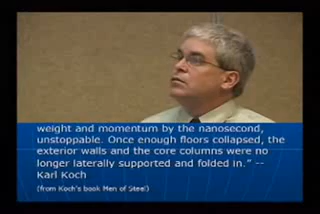 weight and momentum by the nanosecond,
unstoppable. Once enough floors collapsed, the
exterior walls and the core columns were no
longer laterally supported and folded in." --
Karl Koch
(from Koch's book Men of Steel)